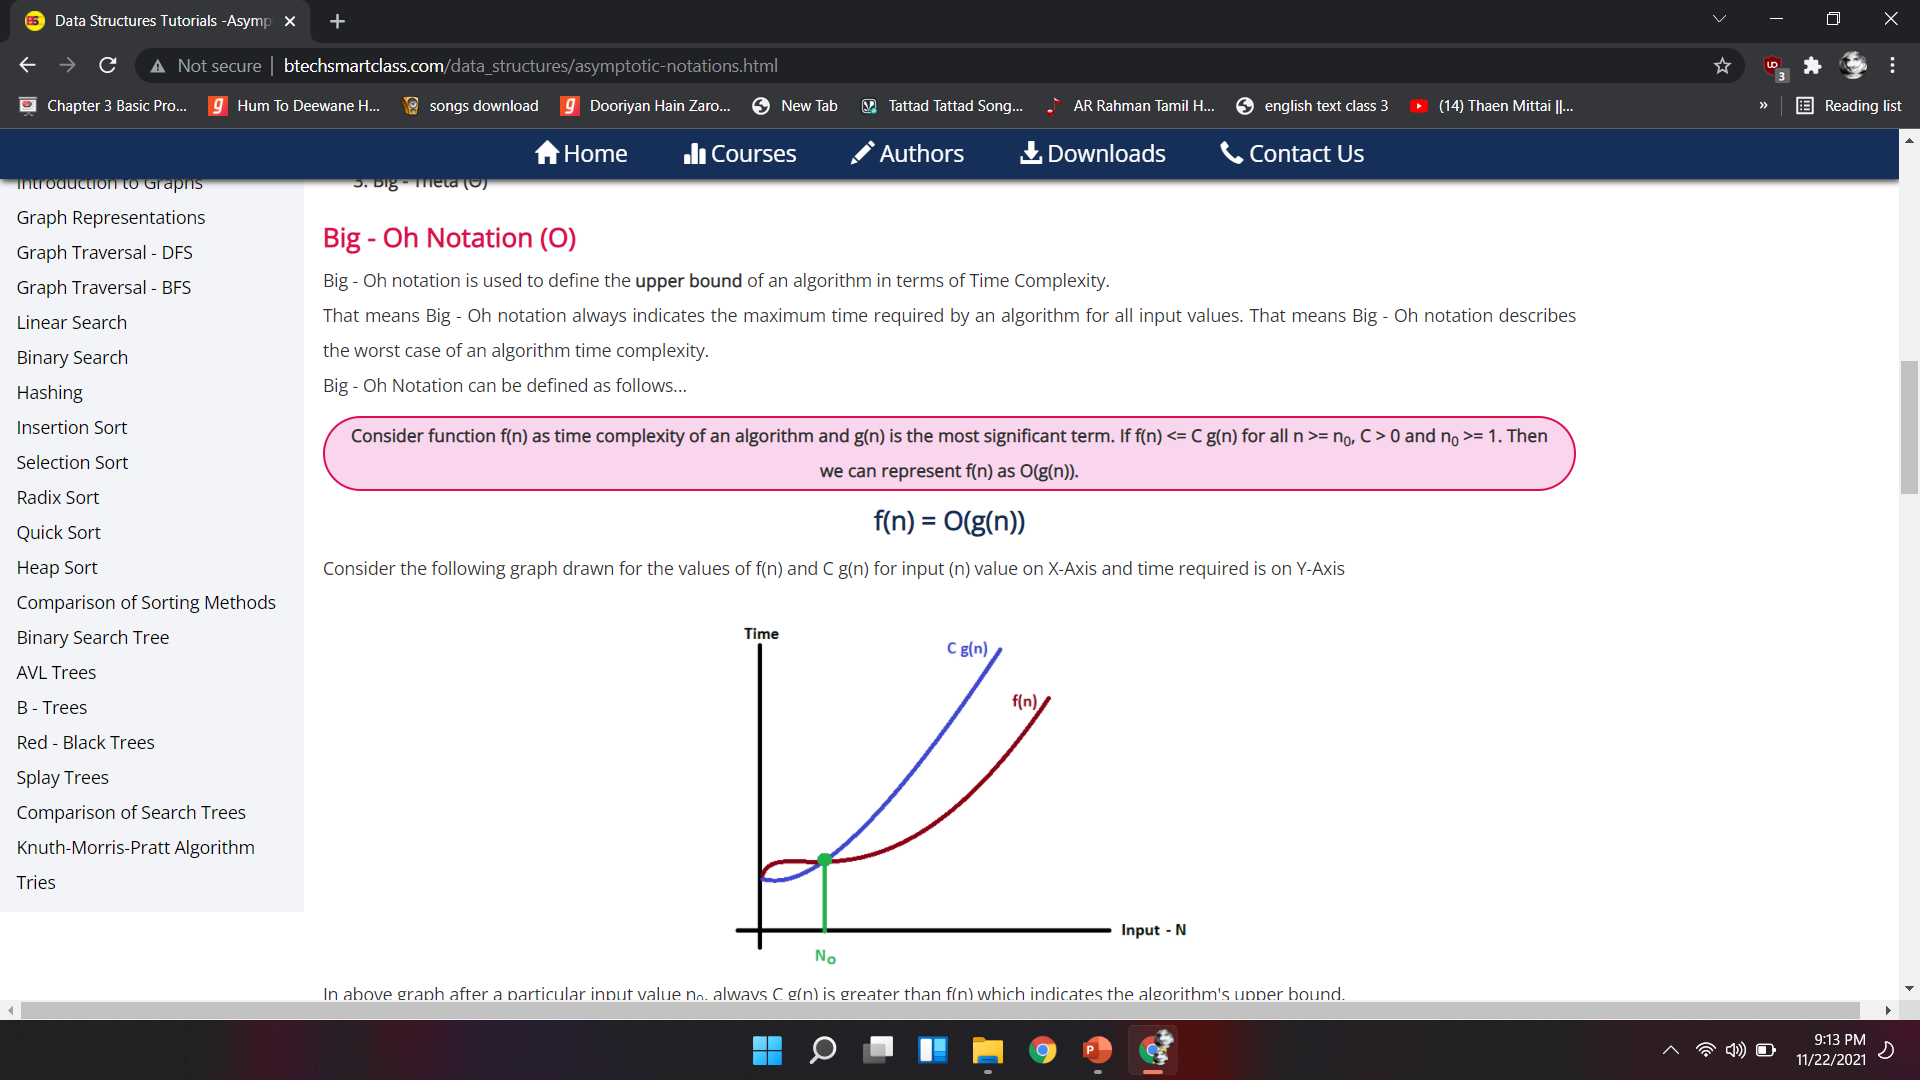 Data Structures Tutorials -Asymp
Not secure
btechsmartclass.com/data_structures/asymptotic-notations.html
UD
3
Chapter 3 Basic Pro...
Hum To Deewane H...
songs download
Dooriyan Hain Zaro...
New Tab
Tattad Tattad Song...
AR Rahman Tamil H...
english text class 3
(14) Thaen Mittai ||...
»
Reading list
Home
Courses
Authors
Downloads
Contact Us
Introduction to Graphs
Graph Representations
Graph Traversal - DFS
Graph Traversal - BFS
Linear Search
Binary Search
Hashing
Insertion Sort
Selection Sort
Radix Sort
Quick Sort
Heap Sort
Comparison of Sorting Methods
Binary Search Tree
AVL Trees
B - Trees
Red - Black Trees
Splay Trees
Comparison of Search Trees
Knuth-Morris-Pratt Algorithm
Tries
3. Big - Theta (Θ)
Big - Oh Notation (O)
Big - Oh notation is used to define the upper bound of an algorithm in terms of Time Complexity.
That means Big - Oh notation always indicates the maximum time required by an algorithm for all input values. That means Big - Oh notation describes
the worst case of an algorithm time complexity.
Big - Oh Notation can be defined as follows...
Consider function f(n) as time complexity of an algorithm and g(n) is the most significant term. If f(n) <= C g(n) for all n >= n₀, C > 0 and n₀ >= 1. Then
we can represent f(n) as O(g(n)).
f(n) = O(g(n))
Consider the following graph drawn for the values of f(n) and C g(n) for input (n) value on X-Axis and time required is on Y-Axis
Time
C g(n)
f(n)
Input - N
N₀
In above graph after a particular input value n₀, always C g(n) is greater than f(n) which indicates the algorithm's upper bound.
9:13 PM
11/22/2021